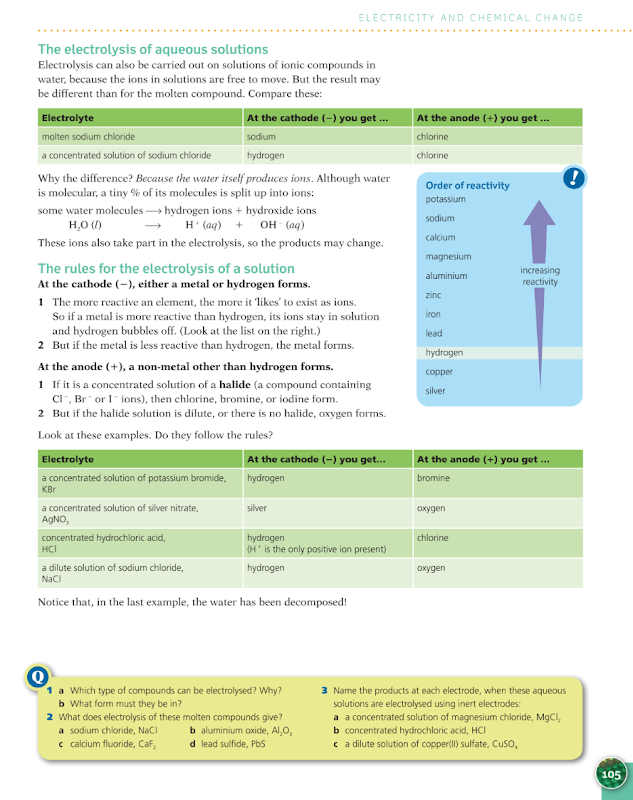 ELECTRICITY AND CHEMICAL CHANGE
The electrolysis of aqueous solutions
Electrolysis can also be carried out on solutions of ionic compounds in
water, because the ions in solutions are free to move. But the result may
be different than for the molten compound. Compare these:
Electrolyte At the cathode (−) you get … At the anode (+) you get …
molten sodium chloride sodium chlorine
a concentrated solution of sodium chloride hydrogen chlorine
Why the difference? Because the water itself produces ions. Although water
is molecular, a tiny % of its molecules is split up into ions:
some water molecules ⟶ hydrogen ions + hydroxide ions
H₂O (l) ⟶ H⁺ (aq) + OH⁻ (aq)
These ions also take part in the electrolysis, so the products may change.
The rules for the electrolysis of a solution
At the cathode (−), either a metal or hydrogen forms.
1 The more reactive an element, the more it ‘likes’ to exist as ions.
So if a metal is more reactive than hydrogen, its ions stay in solution
and hydrogen bubbles off. (Look at the list on the right.)
2 But if the metal is less reactive than hydrogen, the metal forms.
At the anode (+), a non-metal other than hydrogen forms.
1 If it is a concentrated solution of a halide (a compound containing
Cl⁻, Br⁻ or I⁻ ions), then chlorine, bromine, or iodine form.
2 But if the halide solution is dilute, or there is no halide, oxygen forms.
!
Order of reactivity
potassium
sodium
calcium
magnesium
aluminium
zinc
iron
lead
hydrogen
copper
silver
increasing
reactivity
Look at these examples. Do they follow the rules?
Electrolyte At the cathode (−) you get… At the anode (+) you get …
a concentrated solution of potassium bromide, hydrogen bromine
KBr
a concentrated solution of silver nitrate, silver oxygen
AgNO₃
concentrated hydrochloric acid, hydrogen chlorine
HCl (H⁺ is the only positive ion present)
a dilute solution of sodium chloride, hydrogen oxygen
NaCl
Notice that, in the last example, the water has been decomposed!
Q
1 a Which type of compounds can be electrolysed? Why?
b What form must they be in?
2 What does electrolysis of these molten compounds give?
a sodium chloride, NaCl b aluminium oxide, Al₂O₃
c calcium fluoride, CaF₂ d lead sulfide, PbS
3 Name the products at each electrode, when these aqueous
solutions are electrolysed using inert electrodes:
a a concentrated solution of magnesium chloride, MgCl₂
b concentrated hydrochloric acid, HCl
c a dilute solution of copper(II) sulfate, CuSO₄
105